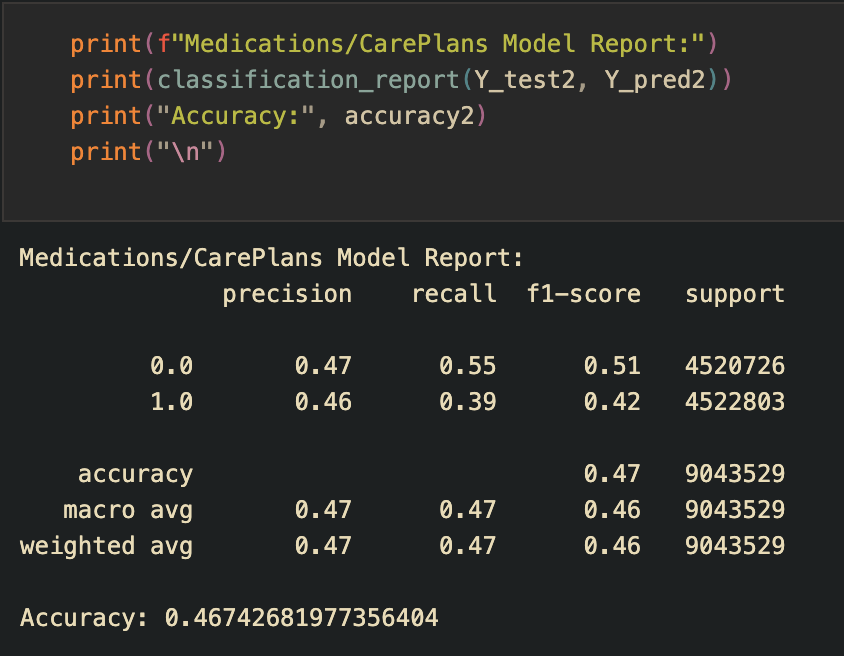 print(f"Medications/CarePlans Model Report:")
print(classification_report(Y_test2, Y_pred2))
print("Accuracy:", accuracy2)
print("\n")
Medications/CarePlans Model Report:
precision recall f1-score support
0.0 0.47 0.55 0.51 4520726
1.0 0.46 0.39 0.42 4522803
accuracy 0.47 9043529
macro avg 0.47 0.47 0.46 9043529
weighted avg 0.47 0.47 0.46 9043529
Accuracy: 0.46742681977356404